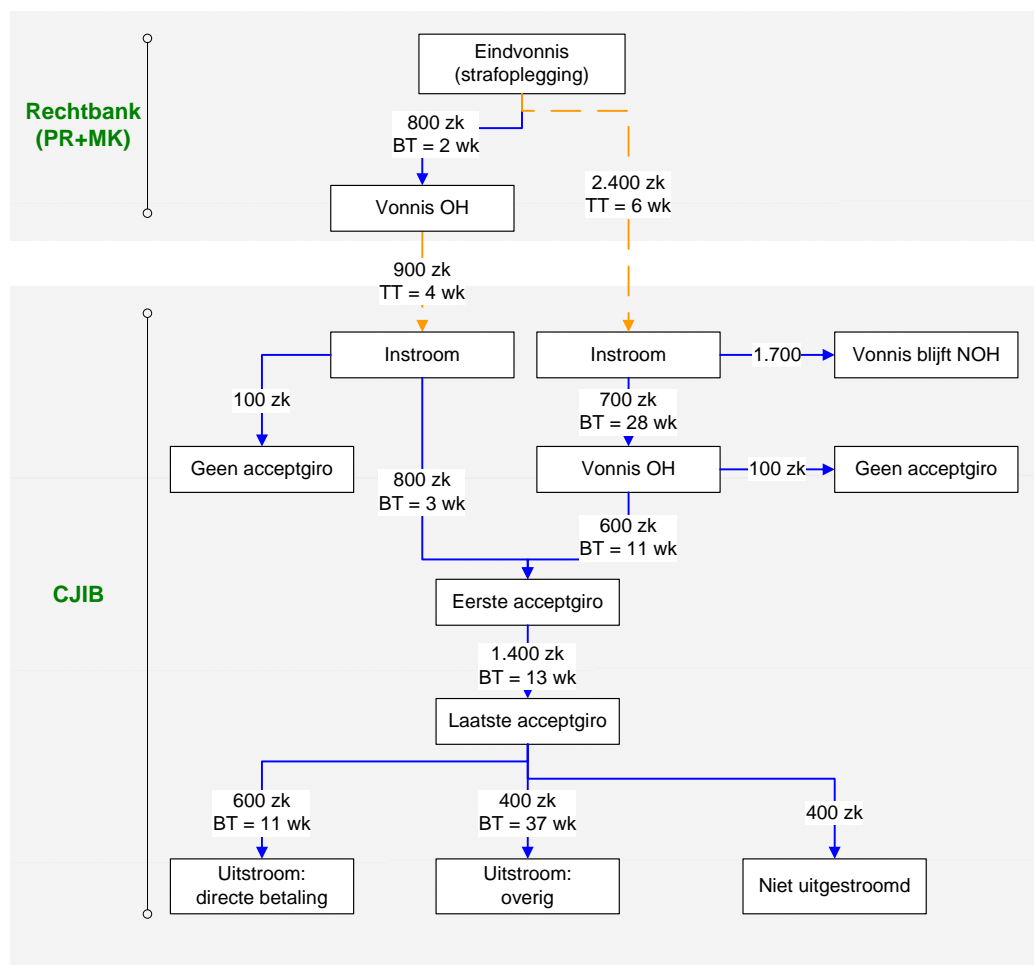 Eindvonnis
(strafoplegging)
Rechtbank
(PR+MK)
800 zk
BT = 2 wk
2.400 zk
TT = 6 wk
Vonnis OH
900 zk
TT = 4 wk
Instroom
Instroom
1.700
Vonnis blijft NOH
100 zk
700 zk
BT = 28 wk
Geen acceptgiro
Vonnis OH
100 zk
Geen acceptgiro
800 zk
BT = 3 wk
600 zk
BT = 11 wk
CJIB
Eerste acceptgiro
1.400 zk
BT = 13 wk
Laatste acceptgiro
600 zk
BT = 11 wk
400 zk
BT = 37 wk
400 zk
Uitstroom:
directe betaling
Uitstroom:
overig
Niet uitgestroomd